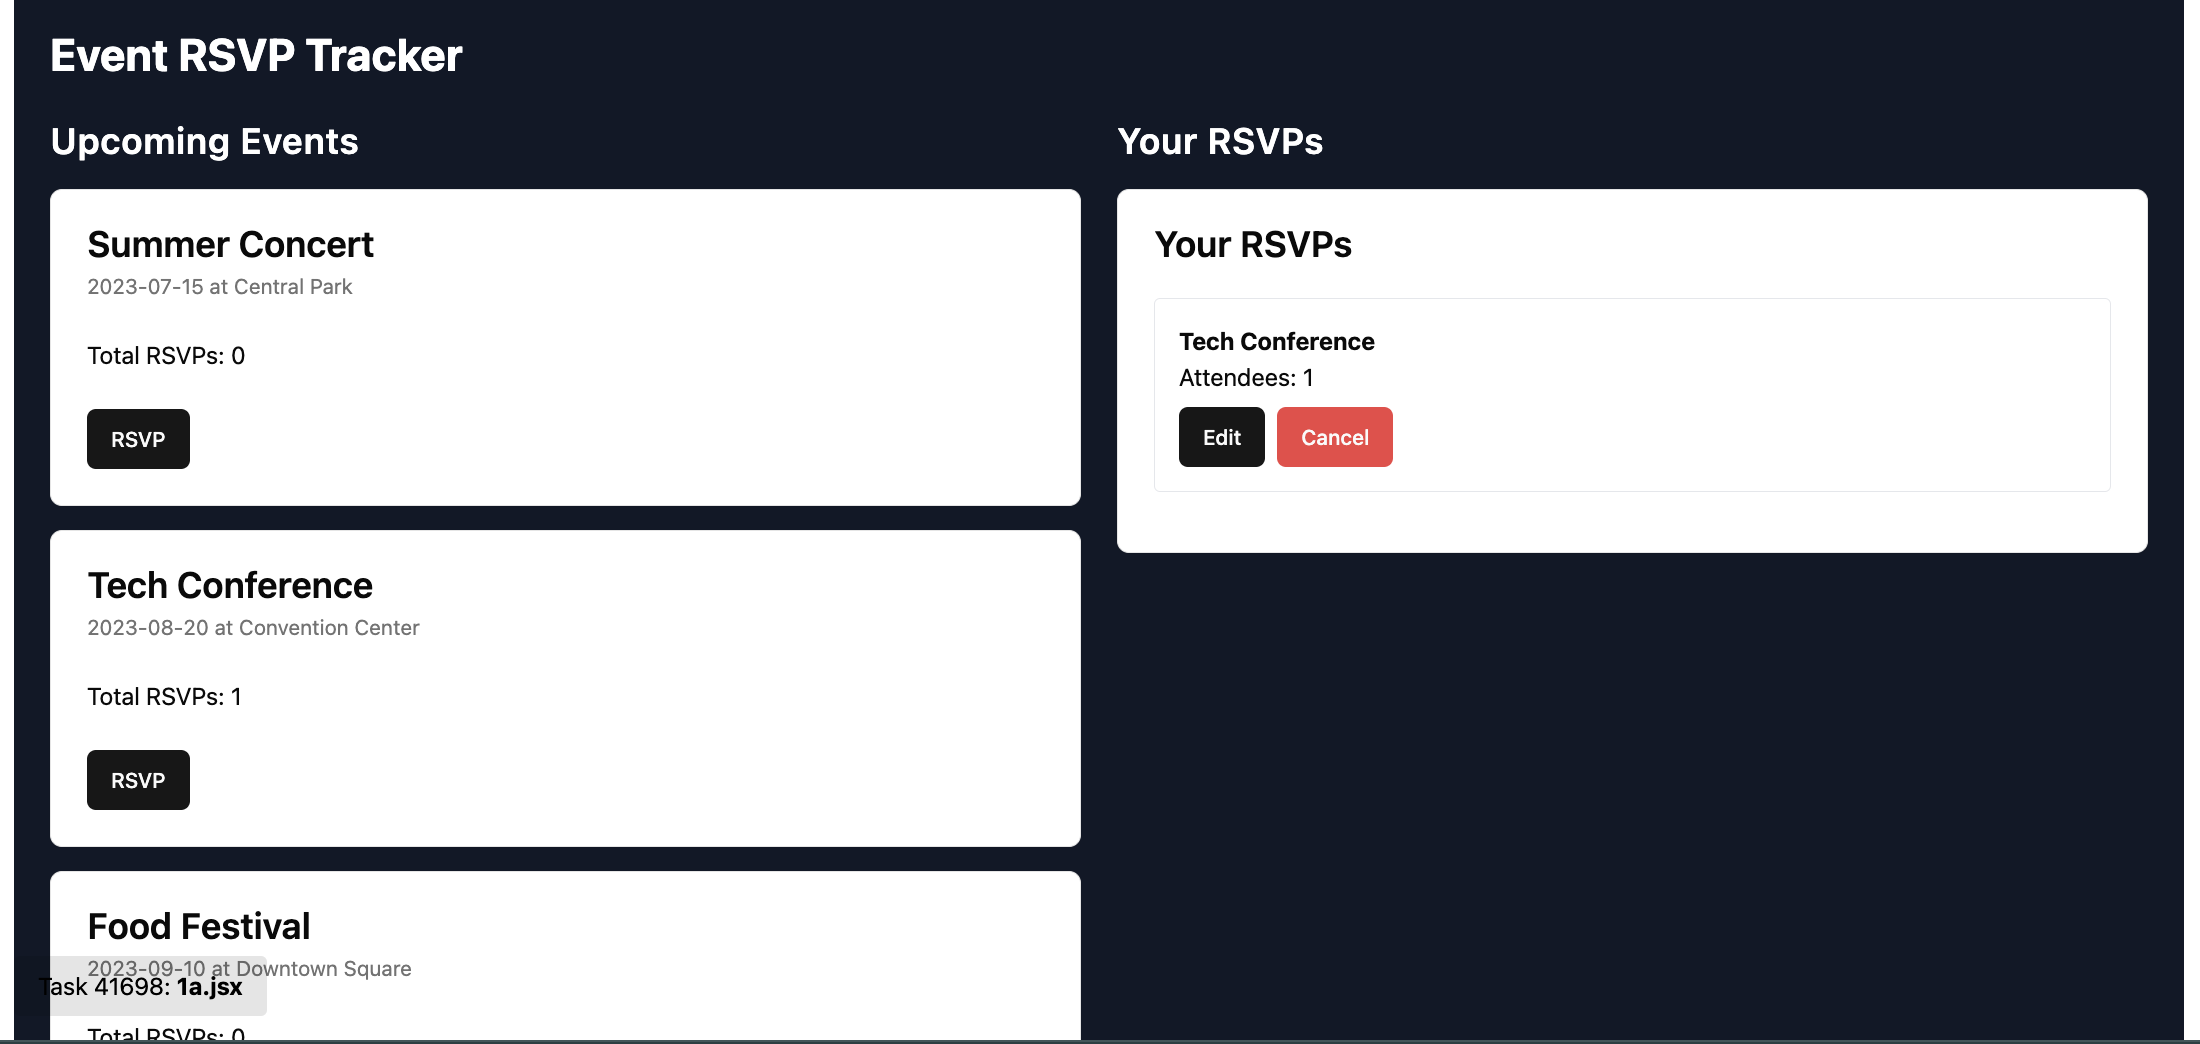 Event RSVP Tracker
Upcoming Events
Summer Concert
2023-07-15 at Central Park
Total RSVPs: 0
RSVP
Tech Conference
2023-08-20 at Convention Center
Total RSVPs: 1
RSVP
Food Festival
2023-09-10 at Downtown Square
Task 41698: 1a.jsx
Total RSVPs: 0
Your RSVPs
Your RSVPs
Tech Conference
Attendees: 1
Edit Cancel